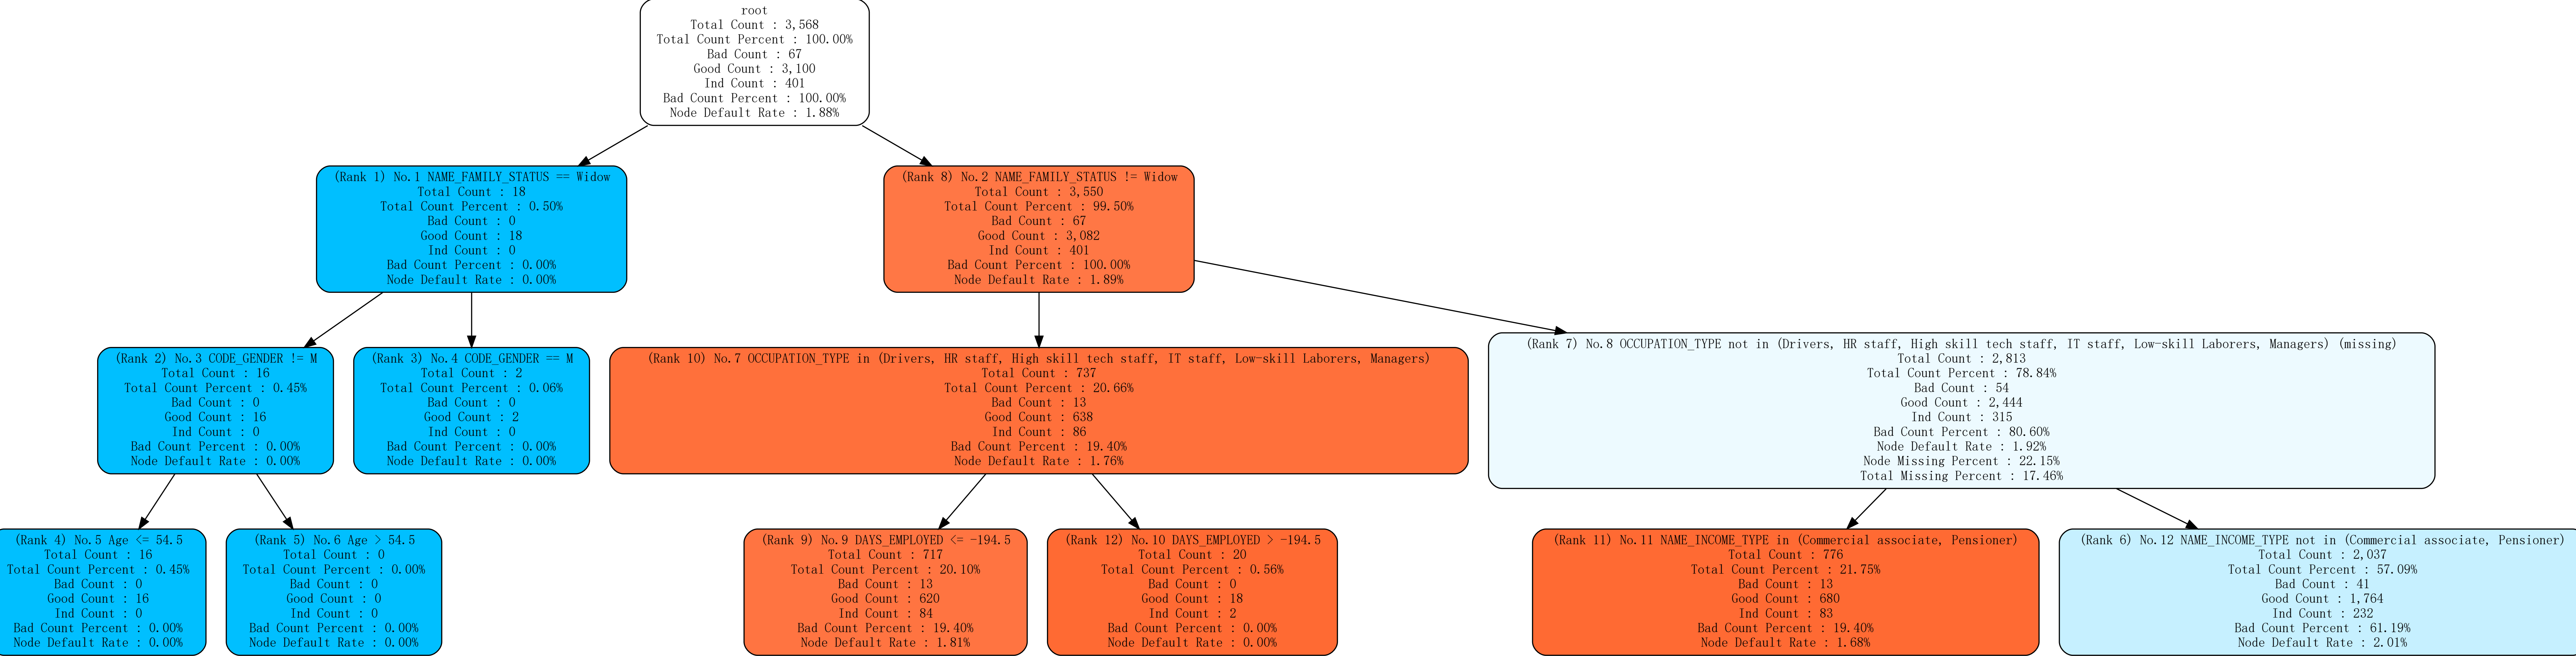 root
Total Count : 3,568
Total Count Percent : 100.00%
Bad Count : 67
Good Count : 3,100
Ind Count : 401
Bad Count Percent : 100.00%
Node Default Rate : 1.88%
(Rank 1) No.1 NAME_FAMILY_STATUS == Widow
Total Count : 18
Total Count Percent : 0.50%
Bad Count : 0
Good Count : 18
Ind Count : 0
Bad Count Percent : 0.00%
Node Default Rate : 0.00%
(Rank 8) No.2 NAME_FAMILY_STATUS != Widow
Total Count : 3,550
Total Count Percent : 99.50%
Bad Count : 67
Good Count : 3,082
Ind Count : 401
Bad Count Percent : 100.00%
Node Default Rate : 1.89%
(Rank 2) No.3 CODE_GENDER != M
Total Count : 16
Total Count Percent : 0.45%
Bad Count : 0
Good Count : 16
Ind Count : 0
Bad Count Percent : 0.00%
Node Default Rate : 0.00%
(Rank 3) No.4 CODE_GENDER == M
Total Count : 2
Total Count Percent : 0.06%
Bad Count : 0
Good Count : 2
Ind Count : 0
Bad Count Percent : 0.00%
Node Default Rate : 0.00%
(Rank 10) No.7 OCCUPATION_TYPE in (Drivers, HR staff, High skill tech staff, IT staff, Low-skill Laborers, Managers)
Total Count : 737
Total Count Percent : 20.66%
Bad Count : 13
Good Count : 638
Ind Count : 86
Bad Count Percent : 19.40%
Node Default Rate : 1.76%
(Rank 7) No.8 OCCUPATION_TYPE not in (Drivers, HR staff, High skill tech staff, IT staff, Low-skill Laborers, Managers) (missing)
Total Count : 2,813
Total Count Percent : 78.84%
Bad Count : 54
Good Count : 2,444
Ind Count : 315
Bad Count Percent : 80.60%
Node Default Rate : 1.92%
Node Missing Percent : 22.15%
Total Missing Percent : 17.46%
(Rank 4) No.5 Age <= 54.5
Total Count : 16
Total Count Percent : 0.45%
Bad Count : 0
Good Count : 16
Ind Count : 0
Bad Count Percent : 0.00%
Node Default Rate : 0.00%
(Rank 5) No.6 Age > 54.5
Total Count : 0
Total Count Percent : 0.00%
Bad Count : 0
Good Count : 0
Ind Count : 0
Bad Count Percent : 0.00%
Node Default Rate : 0.00%
(Rank 9) No.9 DAYS_EMPLOYED <= -194.5
Total Count : 717
Total Count Percent : 20.10%
Bad Count : 13
Good Count : 620
Ind Count : 84
Bad Count Percent : 19.40%
Node Default Rate : 1.81%
(Rank 12) No.10 DAYS_EMPLOYED > -194.5
Total Count : 20
Total Count Percent : 0.56%
Bad Count : 0
Good Count : 18
Ind Count : 2
Bad Count Percent : 0.00%
Node Default Rate : 0.00%
(Rank 11) No.11 NAME_INCOME_TYPE in (Commercial associate, Pensioner)
Total Count : 776
Total Count Percent : 21.75%
Bad Count : 13
Good Count : 680
Ind Count : 83
Bad Count Percent : 19.40%
Node Default Rate : 1.68%
(Rank 6) No.12 NAME_INCOME_TYPE not in (Commercial associate, Pensioner)
Total Count : 2,037
Total Count Percent : 57.09%
Bad Count : 41
Good Count : 1,764
Ind Count : 232
Bad Count Percent : 61.19%
Node Default Rate : 2.01%